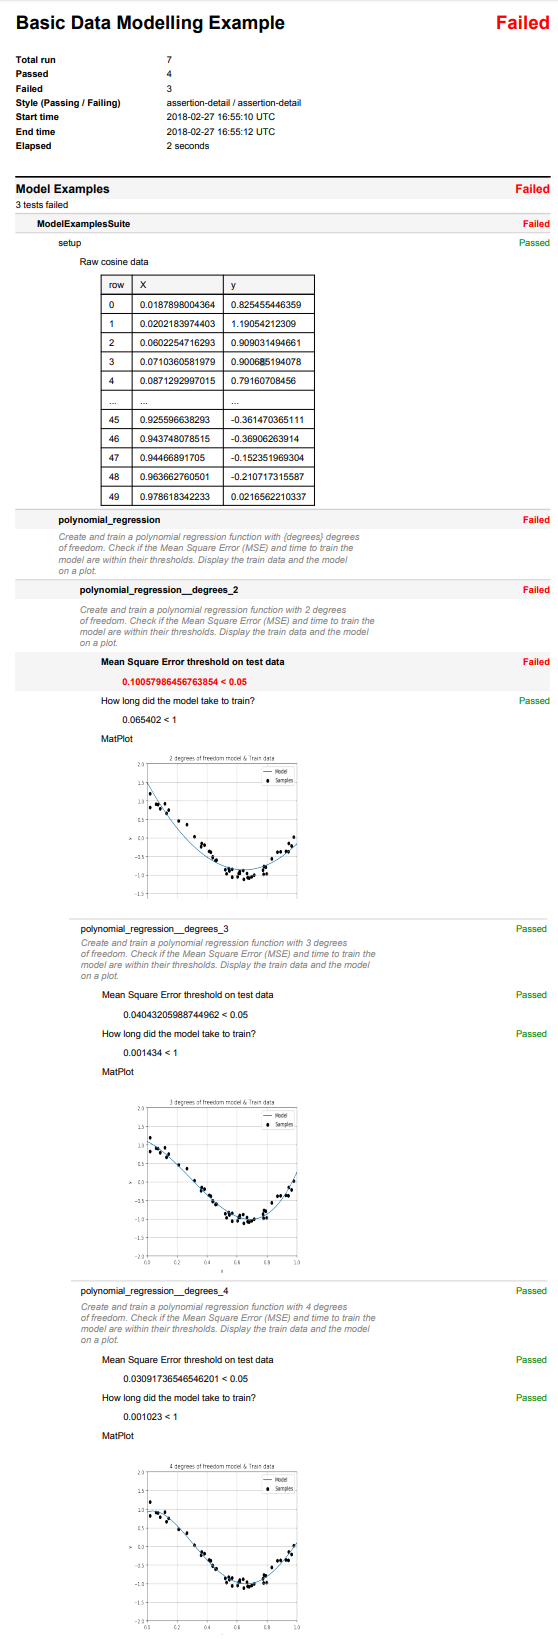 Basic Data Modelling Example Failed
Total run 7
Passed 4
Failed 3
Style (Passing / Failing) assertion-detail / assertion-detail
Start time 2018-02-27 16:55:10 UTC
End time 2018-02-27 16:55:12 UTC
Elapsed 2 seconds
Model Examples Failed
3 tests failed
ModelExamplesSuite Failed
setup Passed
Raw cosine data
row X y
0 0.0187898004364 0.825455446359
1 0.0202183974403 1.19054212309
2 0.0602254716293 0.909031494661
3 0.0710360581979 0.900685194078
4 0.0871292997015 0.79160708456
... ... ...
45 0.925596638293 -0.361470365111
46 0.943748078515 -0.36906263914
47 0.94466891705 -0.152351969304
48 0.963662760501 -0.210717315587
49 0.978618342233 0.0216562210337
polynomial_regression Failed
Create and train a polynomial regression function with {degrees} degrees
of freedom. Check if the Mean Square Error (MSE) and time to train the
model are within their thresholds. Display the train data and the model
on a plot.
polynomial_regression__degrees_2 Failed
Create and train a polynomial regression function with 2 degrees
of freedom. Check if the Mean Square Error (MSE) and time to train the
model are within their thresholds. Display the train data and the model
on a plot.
Mean Square Error threshold on test data Failed
0.10057986456763854 < 0.05
How long did the model take to train? Passed
0.065402 < 1
MatPlot
2 degrees of freedom model & Train data
Model
Samples
2.0
1.5
1.0
0.5
0.0
-0.5
-1.0
-1.5
polynomial_regression__degrees_3 Passed
Create and train a polynomial regression function with 3 degrees
of freedom. Check if the Mean Square Error (MSE) and time to train the
model are within their thresholds. Display the train data and the model
on a plot.
Mean Square Error threshold on test data Passed
0.04043205988744962 < 0.05
How long did the model take to train? Passed
0.001434 < 1
MatPlot
3 degrees of freedom model & Train data
Model
Samples
2.0
1.5
1.0
0.5
0.0
-0.5
-1.0
-1.5
-2.0
0.0 0.2 0.4 0.6 0.8 1.0
polynomial_regression__degrees_4 Passed
Create and train a polynomial regression function with 4 degrees
of freedom. Check if the Mean Square Error (MSE) and time to train the
model are within their thresholds. Display the train data and the model
on a plot.
Mean Square Error threshold on test data Passed
0.03091736546546201 < 0.05
How long did the model take to train? Passed
0.001023 < 1
MatPlot
4 degrees of freedom model & Train data
Model
Samples
2.0
1.5
1.0
0.5
0.0
-0.5
-1.0
-1.5
-2.0
0.0 0.2 0.4 0.6 0.8 1.0